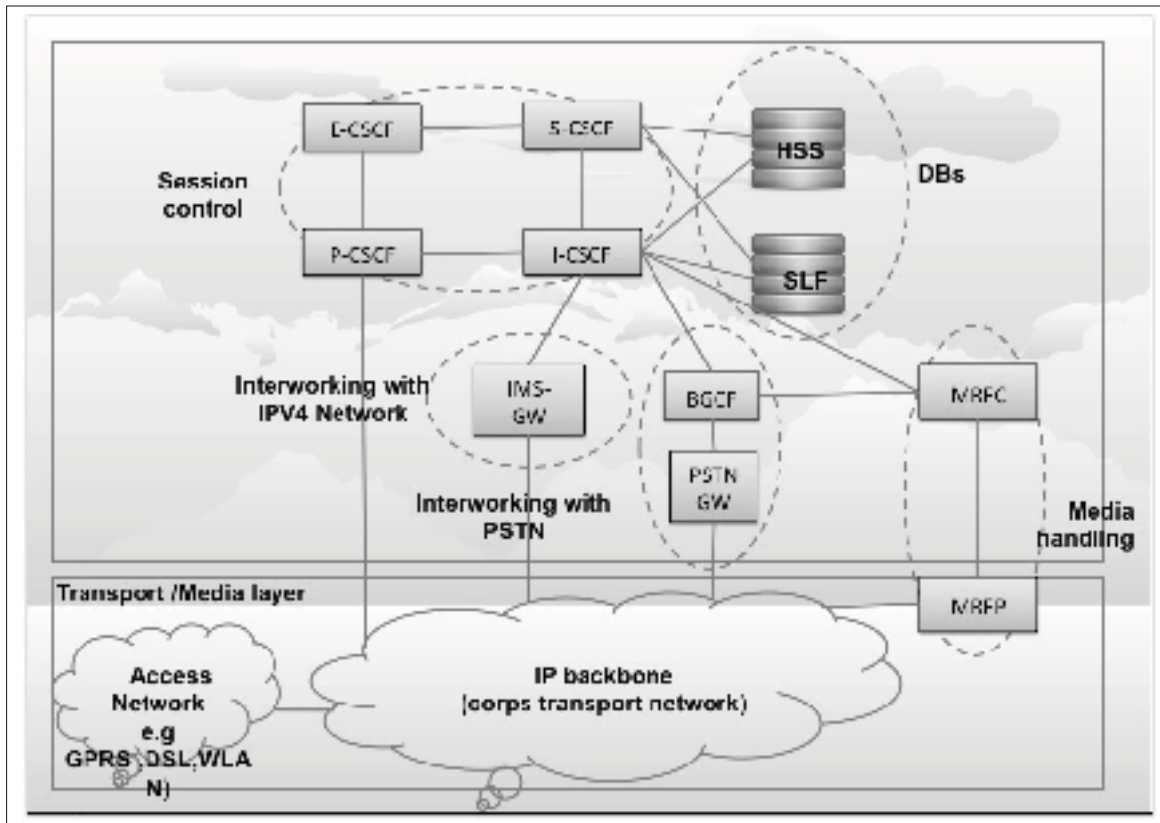 E-CSCF
S-CSCF
HSS
DBs
Session
control
P-CSCF
I-CSCF
SLF
Interworking with
IPV4 Network
IMS-
GW
BGCF
MRFC
PSTN
GW
Interworking with
PSTN
Media
handling
Transport /Media layer
MRFP
Access
Network
e.g
GPRS ,DSL,WLA
N)
IP backbone
(corps transport network)